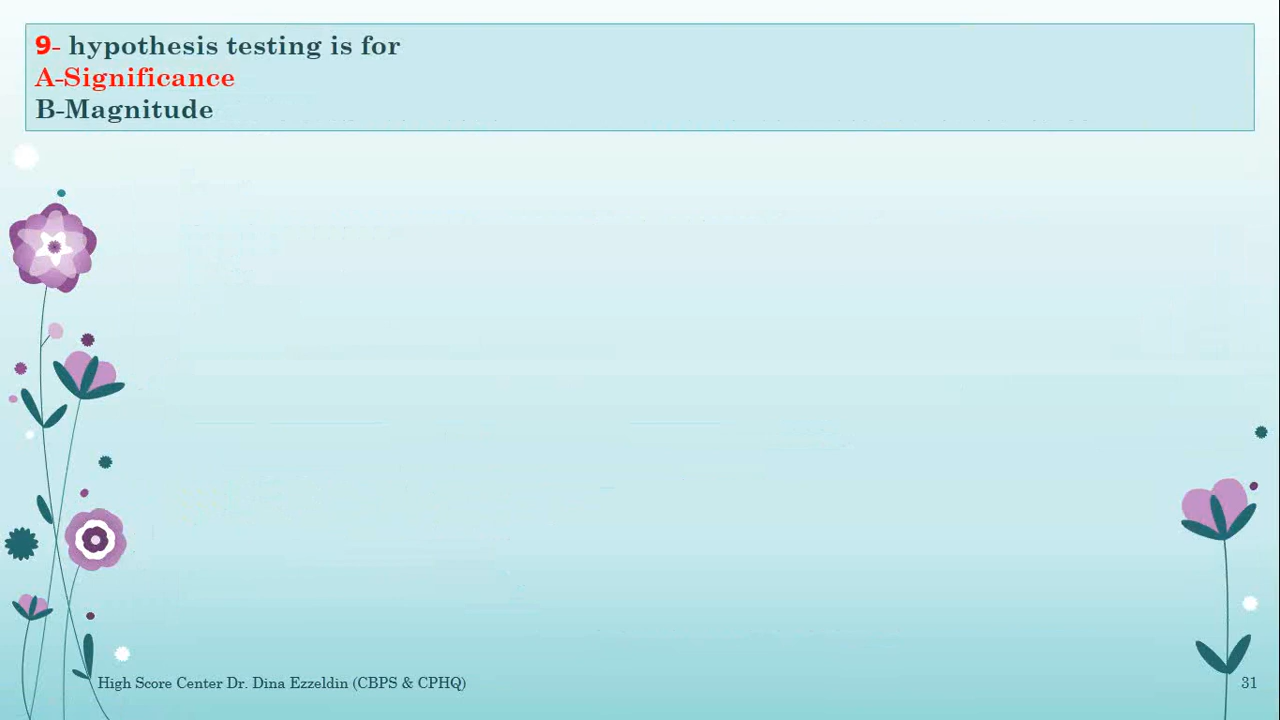 9- hypothesis testing is for
A-Significance
B-Magnitude
High Score Center Dr. Dina Ezzeldin (CBPS & CPHQ)
31